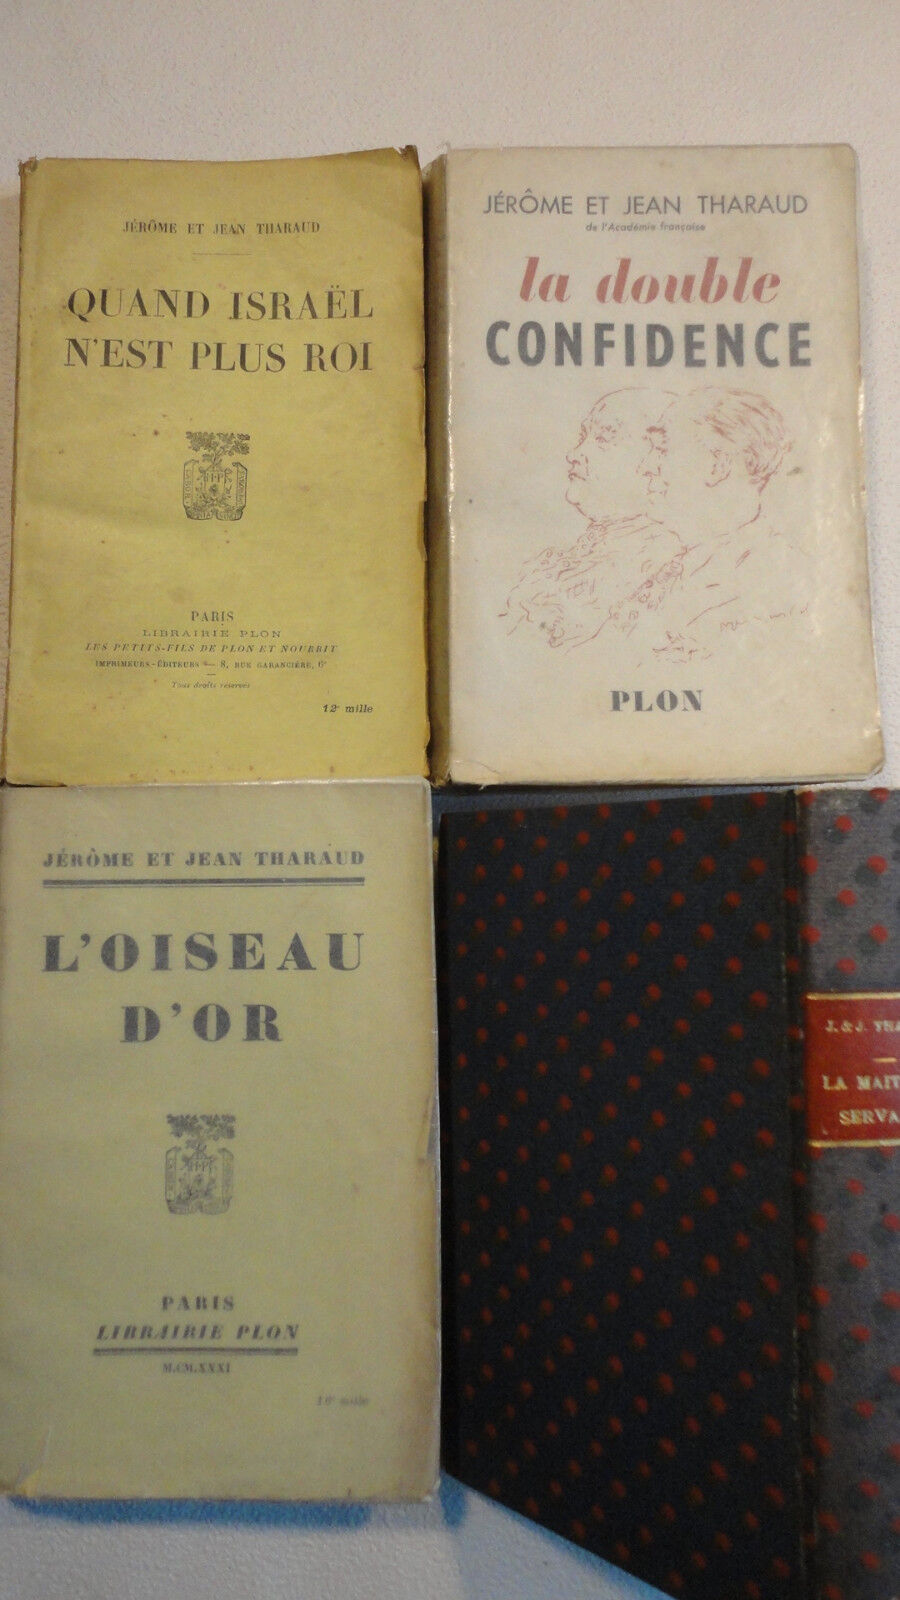 JÉRÔME ET JEAN THARAUD
QUAND ISRAËL
N'EST PLUS ROI
PARIS
LIBRAIRIE PLON
LES PETITS-FILS DE PLON ET NOURRIT
IMPRIMEURS-ÉDITEURS — 8, RUE GARANCIÈRE, 6e
Tous droits réservés
12e mille
JÉRÔME ET JEAN THARAUD
de l'Académie française
la double
CONFIDENCE
PLON
JÉRÔME ET JEAN THARAUD
L'OISEAU
D'OR
PARIS
LIBRAIRIE PLON
M.CM.XXXI
16e mille
J. & J. THA
LA MAIT
SERVA